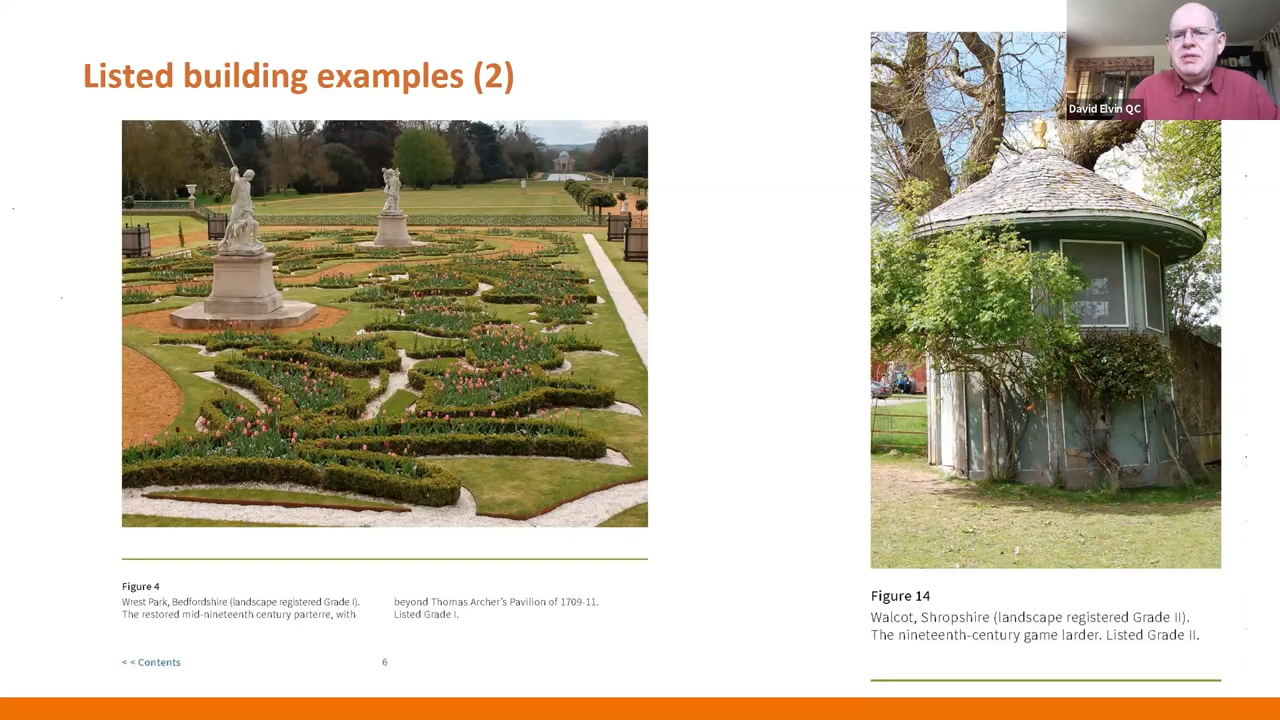 Listed building examples (2)
David Elvin QC
Figure 4
Wrest Park, Bedfordshire (landscape registered Grade I).
The restored mid-nineteenth century parterre, with
beyond Thomas Archer's Pavilion of 1709-11.
Listed Grade I.
< < Contents
6
Figure 14
Walcot, Shropshire (landscape registered Grade II).
The nineteenth-century game larder. Listed Grade II.